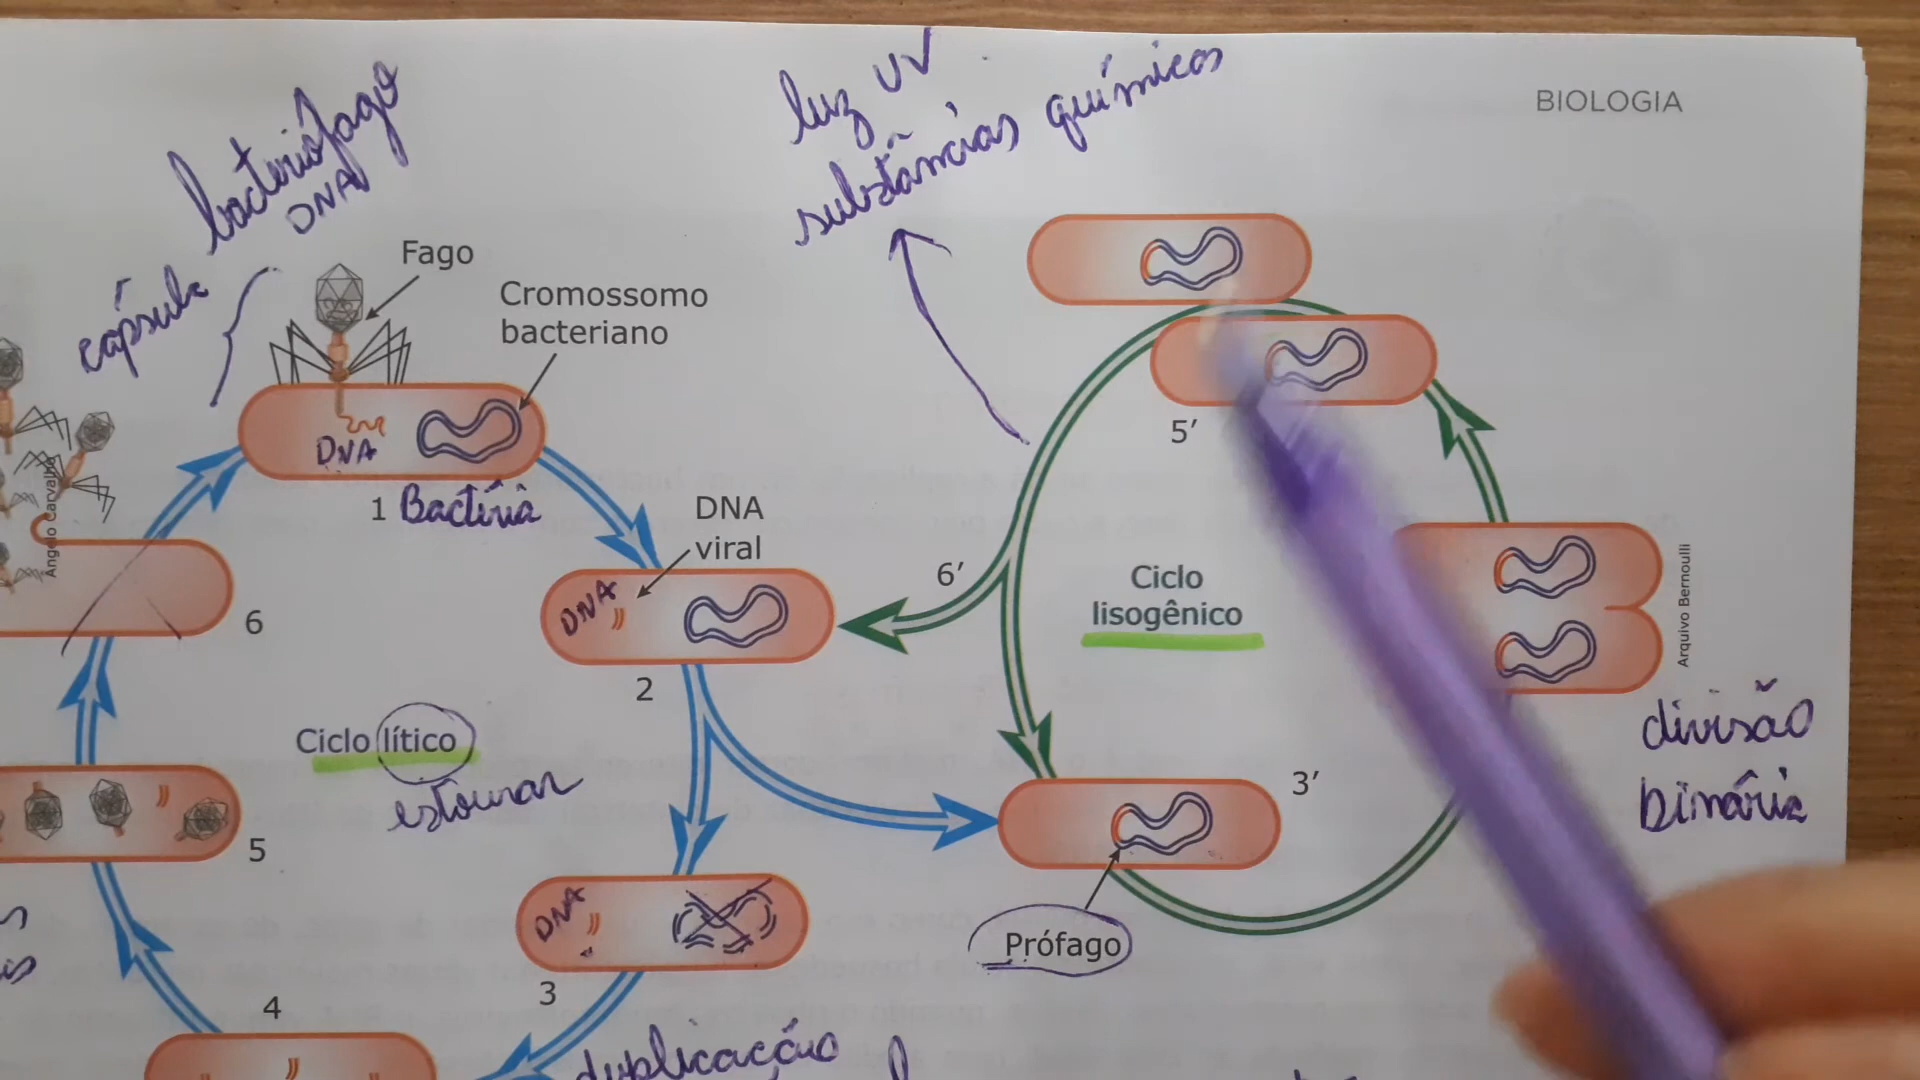 BIOLOGIA
luz UV
substâncias químicas
bacteriófago
DNA
cápsula
Fago
Cromossomo
bacteriano
DNA
1 Bactéria
DNA
viral
DNA
2
Angelo Carvalho
6
5'
6'
Ciclo
lisogênico
Arquivo Bernoulli
divisão
binária
Ciclo lítico
estourar
3'
Prófago
5
DNA
3
4
duplicação